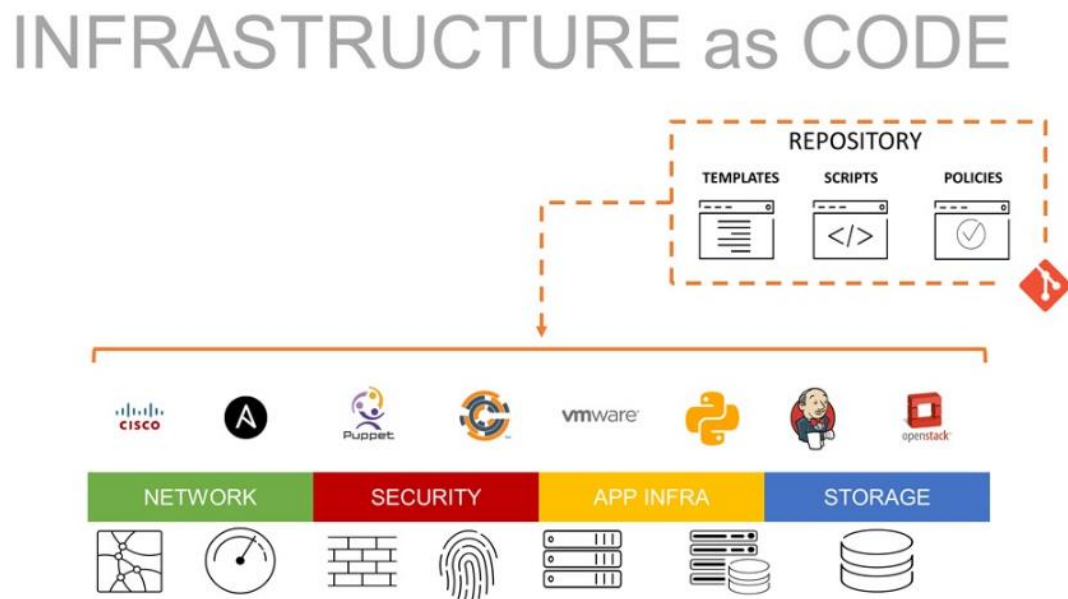 INFRASTRUCTURE as CODE
REPOSITORY
TEMPLATES SCRIPTS POLICIES
</>
CISCO Puppet vmware openstack
NETWORK SECURITY APP INFRA STORAGE